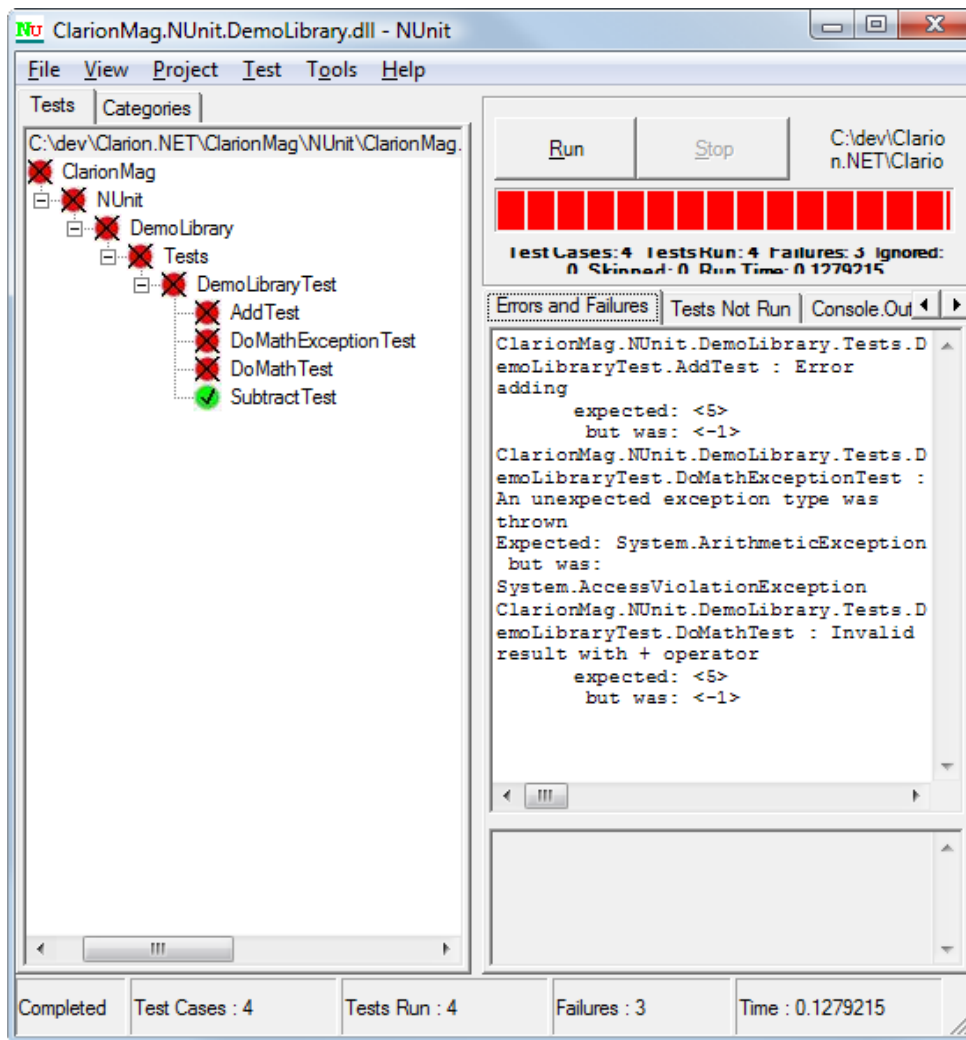 NU ClarionMag.NUnit.DemoLibrary.dll - NUnit
File View Project Test Tools Help
Tests Categories
C:\dev\Clarion.NET\ClarionMag\NUnit\ClarionMag.
ClarionMag
NUnit
DemoLibrary
Tests
DemoLibraryTest
AddTest
DoMathExceptionTest
DoMathTest
SubtractTest
Run Stop
C:\dev\Clario
n.NET\Clario
Test Cases: 4 Tests Run: 4 Failures: 3 Ignored:
0 Skipped: 0 Run Time: 0.1279215
Errors and Failures Tests Not Run Console.Out
ClarionMag.NUnit.DemoLibrary.Tests.D
emoLibraryTest.AddTest : Error
adding
expected: <5>
but was: <-1>
ClarionMag.NUnit.DemoLibrary.Tests.D
emoLibraryTest.DoMathExceptionTest :
An unexpected exception type was
thrown
Expected: System.ArithmeticException
but was:
System.AccessViolationException
ClarionMag.NUnit.DemoLibrary.Tests.D
emoLibraryTest.DoMathTest : Invalid
result with + operator
expected: <5>
but was: <-1>
Completed Test Cases : 4 Tests Run : 4 Failures : 3 Time : 0.1279215